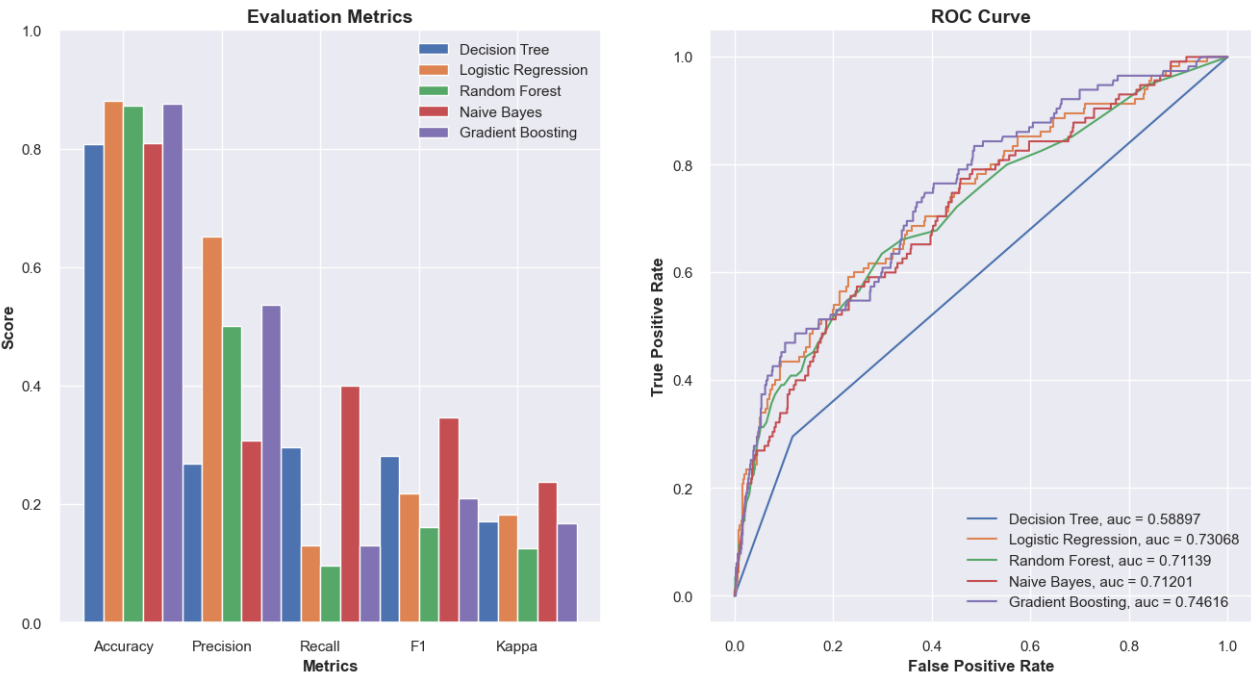 Evaluation Metrics
1.0
0.8
0.6
0.4
0.2
0.0
Score
Decision Tree
Logistic Regression
Random Forest
Naive Bayes
Gradient Boosting
Accuracy Precision Recall F1 Kappa
Metrics
ROC Curve
1.0
0.8
0.6
0.4
0.2
0.0
True Positive Rate
Decision Tree, auc = 0.58897
Logistic Regression, auc = 0.73068
Random Forest, auc = 0.71139
Naive Bayes, auc = 0.71201
Gradient Boosting, auc = 0.74616
0.0 0.2 0.4 0.6 0.8 1.0
False Positive Rate